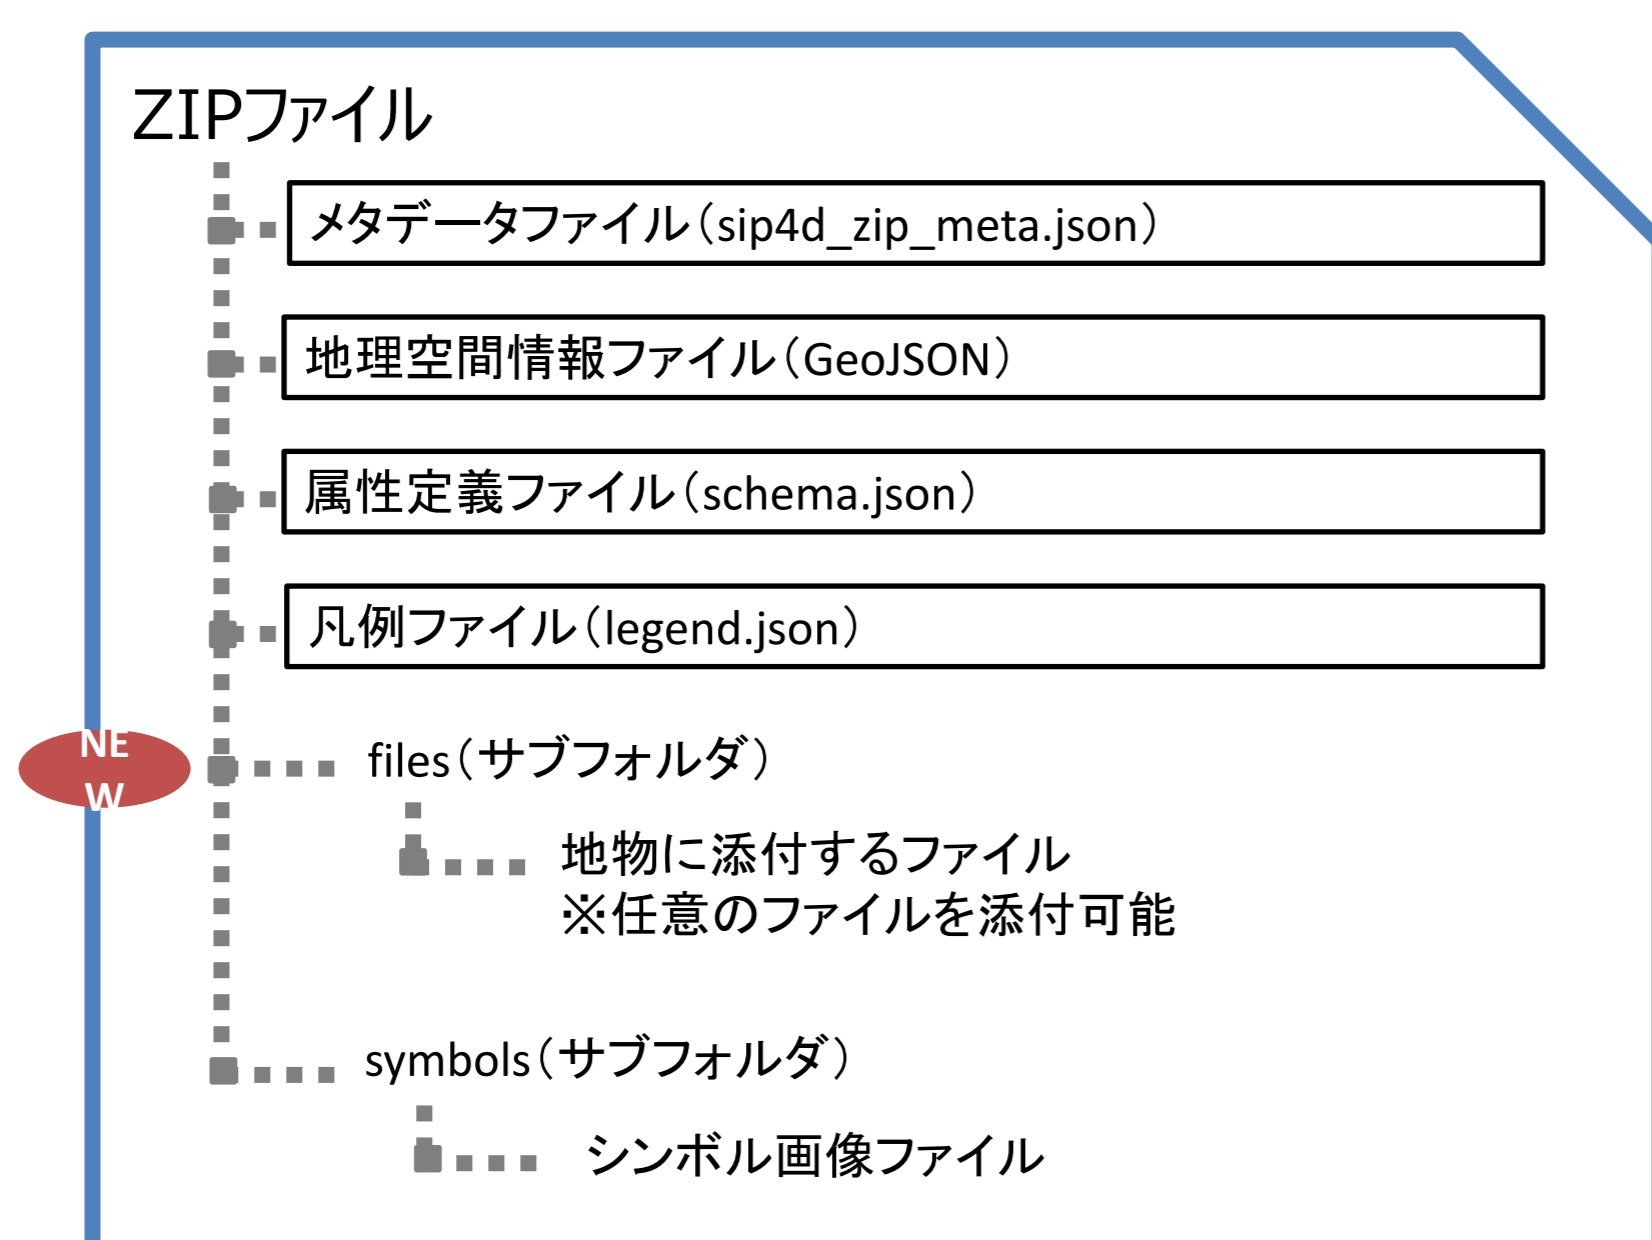 ZIPファイル
メタデータファイル（sip4d_zip_meta.json）
地理空間情報ファイル（GeoJSON）
属性定義ファイル（schema.json）
凡例ファイル（legend.json）
NE
W
files（サブフォルダ）
地物に添付するファイル
※任意のファイルを添付可能
symbols（サブフォルダ）
シンボル画像ファイル